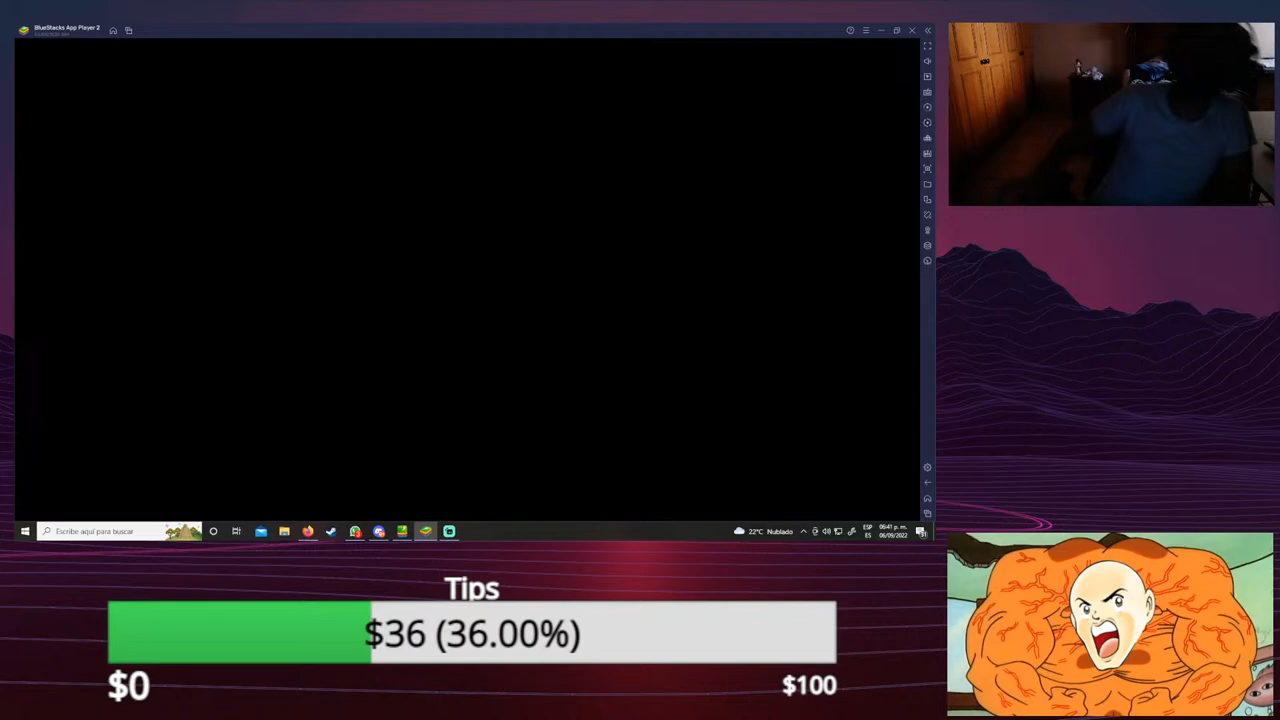 BlueStacks App Player 2
Escribe aquí para buscar
22°C Nublado
ESP
ES
06:41 p. m.
06/09/2022
Tips
$36 (36.00%)
$0
$100